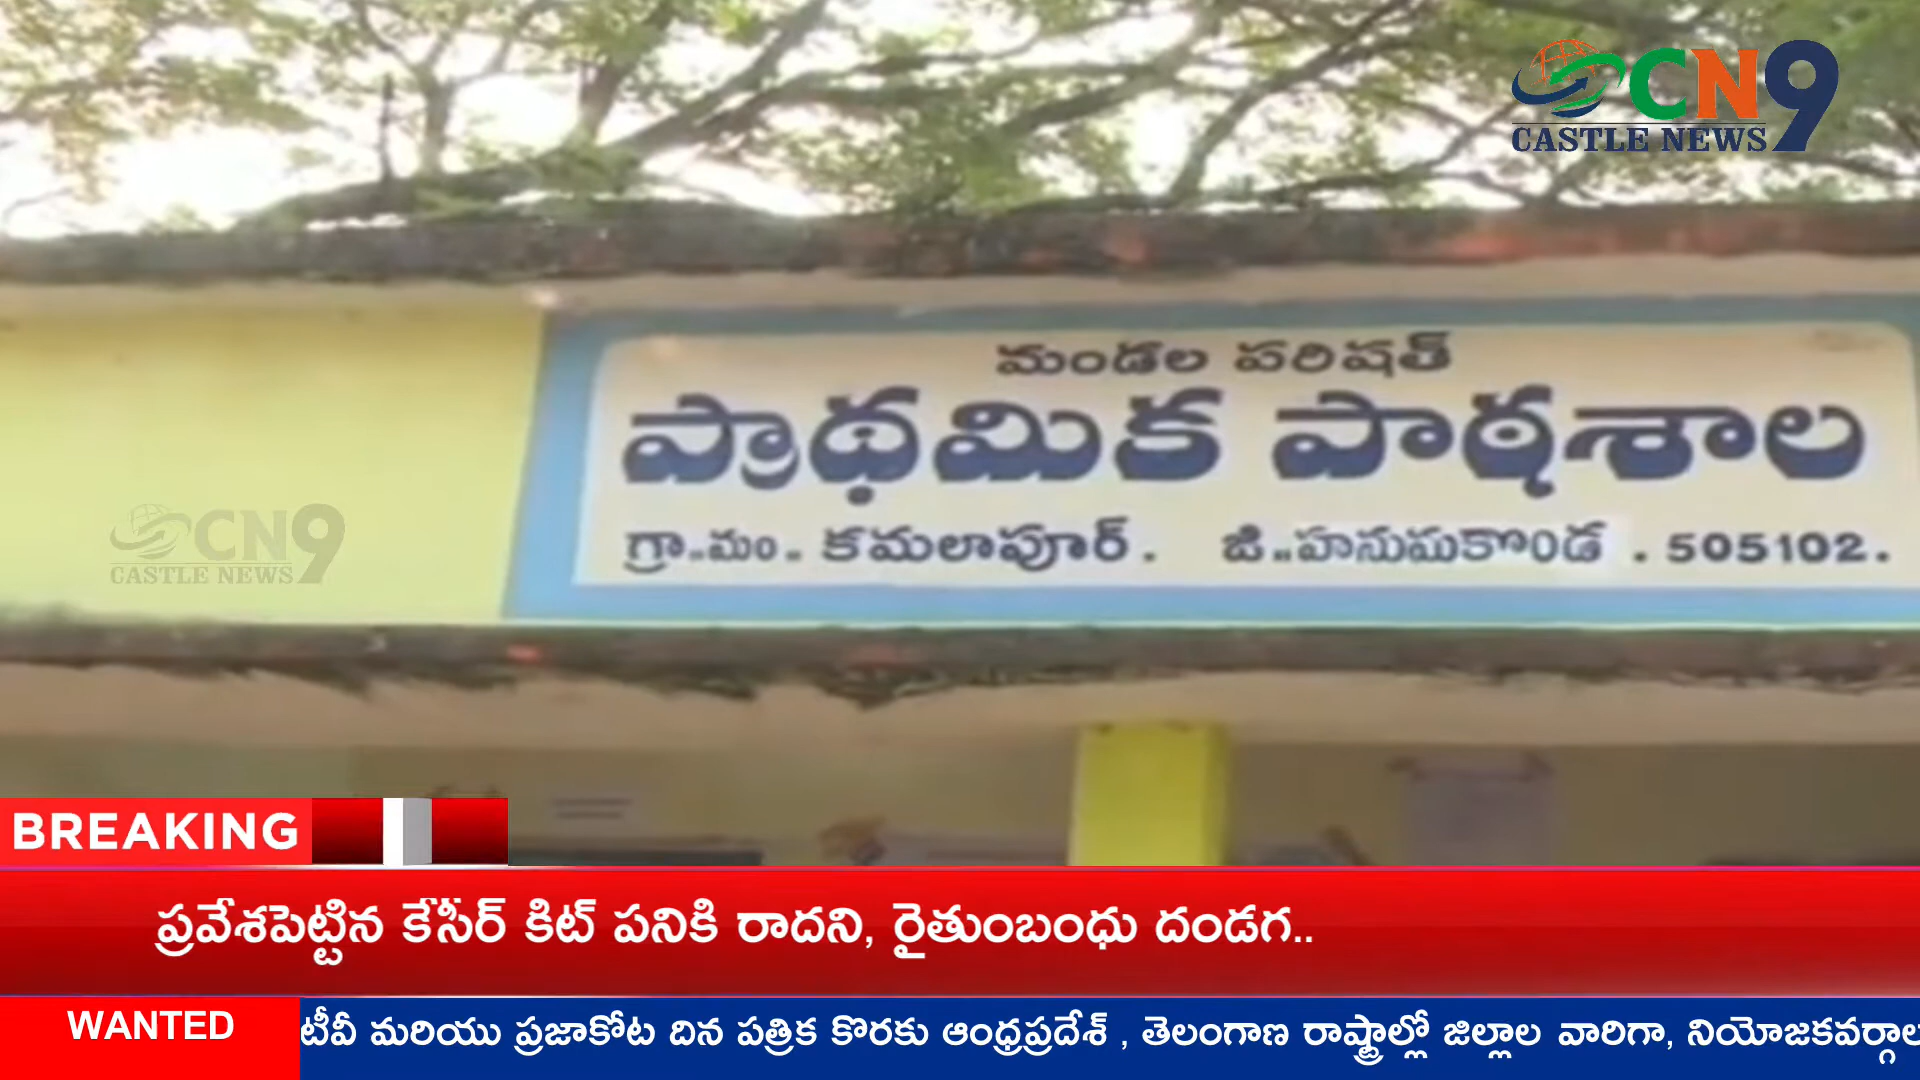 CN9
CASTLE NEWS
మండల పరిషత్
ప్రాథమిక పాఠశాల
గ్రా..మం.. కమలాపూర్. జి..హనుమకొండ . 505102.
CN9
CASTLE NEWS
BREAKING
ప్రవేశపెట్టిన కేసీర్ కిట్ పనికి రాదని, రైతుంబంధు దండగ..
WANTED
టీవీ మరియు ప్రజాకోట దిన పత్రిక కొరకు ఆంధ్రప్రదేశ్ , తెలంగాణ రాష్ట్రాల్లో జిల్లాల వారిగా, నియోజకవర్గాల